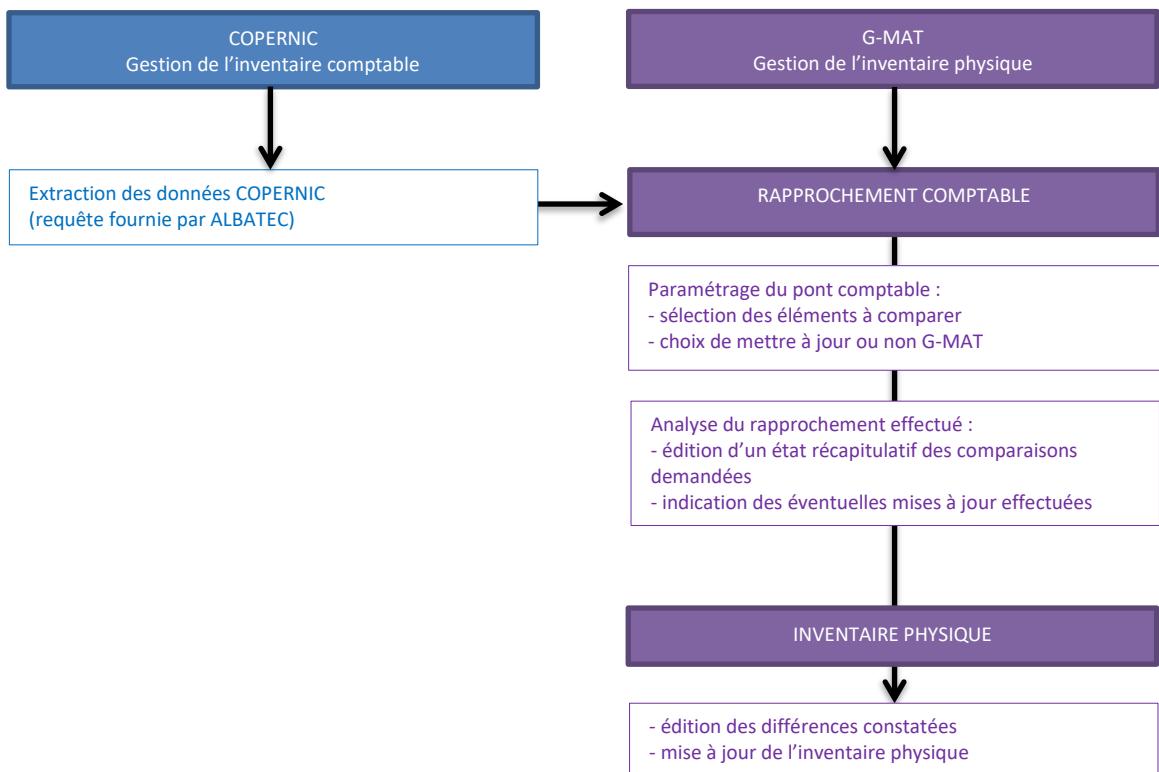 COPERNIC
Gestion de l’inventaire comptable
G-MAT
Gestion de l’inventaire physique
Extraction des données COPERNIC
(requête fournie par ALBATEC)
RAPPROCHEMENT COMPTABLE
Paramétrage du pont comptable :
- sélection des éléments à comparer
- choix de mettre à jour ou non G-MAT
Analyse du rapprochement effectué :
- édition d’un état récapitulatif des comparaisons
demandées
- indication des éventuelles mises à jour effectuées
INVENTAIRE PHYSIQUE
- édition des différences constatées
- mise à jour de l’inventaire physique